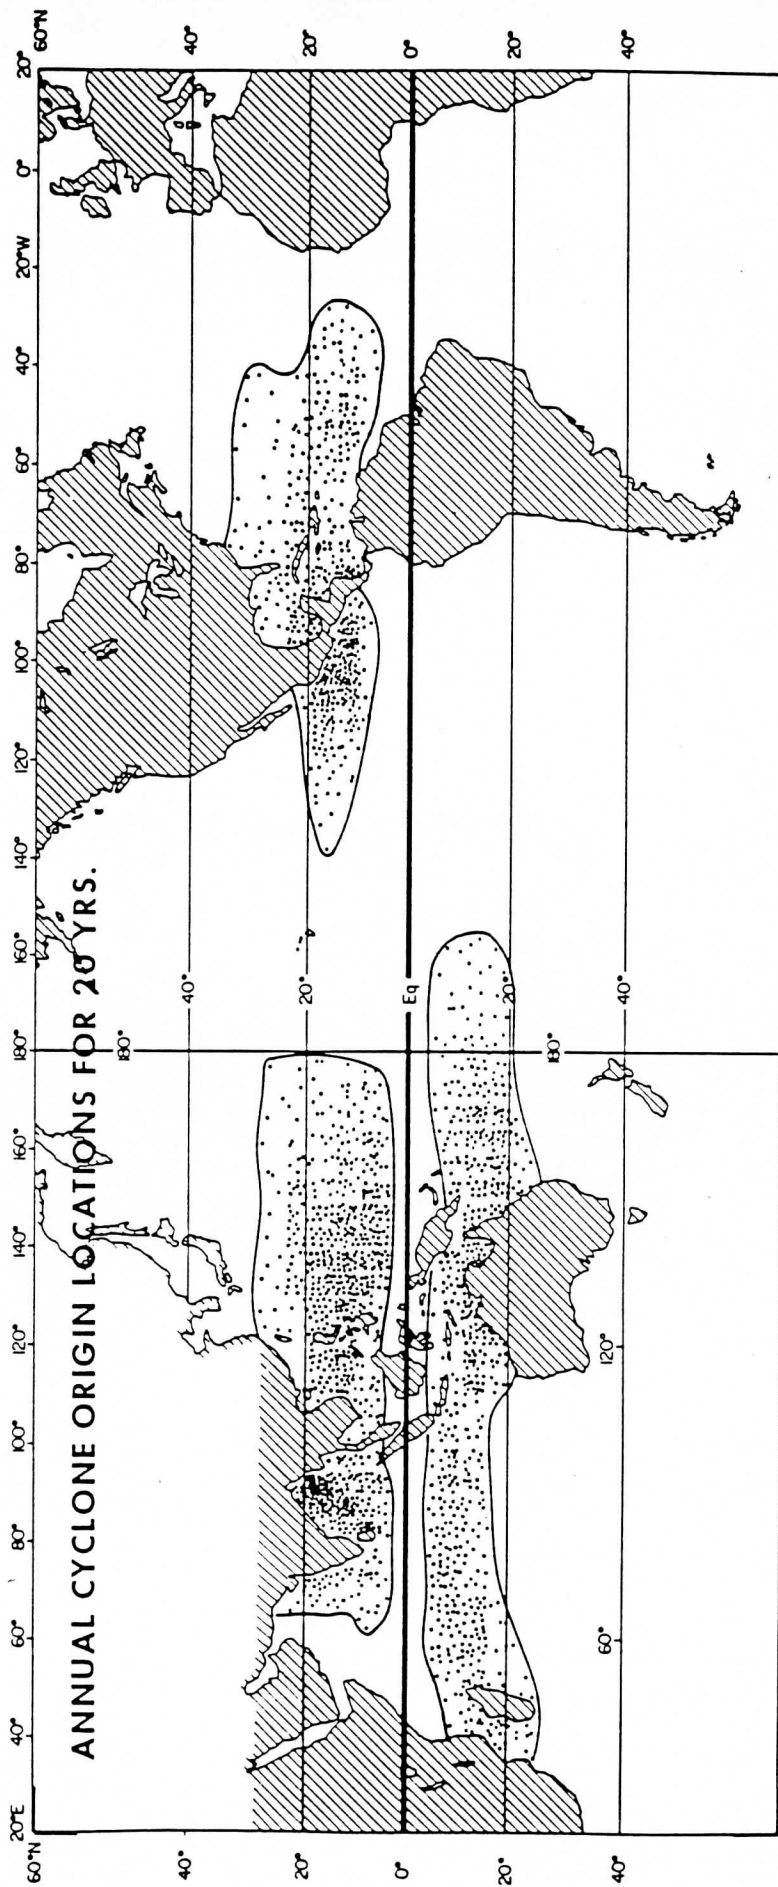 20°E 40° 60° 80° 100° 120° 140° 160° 180° 160° 140° 120° 100° 80° 60° 40° 20°W 0° 20°
60°N 60°N
ANNUAL CYCLONE ORIGIN LOCATIONS FOR 20 YRS.
180°
40° 40° 40°
20° 20° 20°
0° Eq 0°
20° 20° 20°
180°
60° 120° 40° 40°